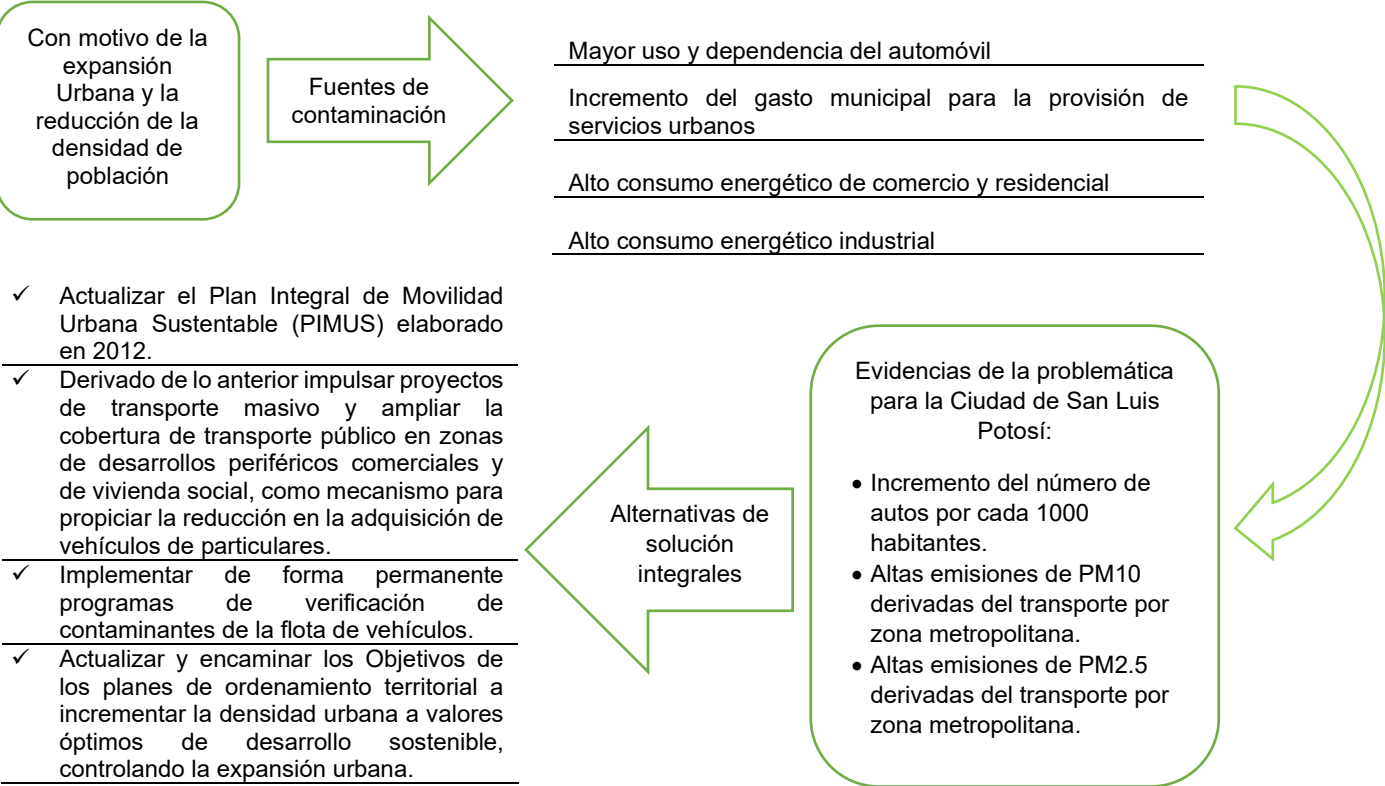 Con motivo de la
expansión
Urbana y la
reducción de la
densidad de
población
Fuentes de
contaminación
Mayor uso y dependencia del automóvil
Incremento del gasto municipal para la provisión de
servicios urbanos
Alto consumo energético de comercio y residencial
Alto consumo energético industrial
Evidencias de la problemática
para la Ciudad de San Luis
Potosí:
• Incremento del número de
autos por cada 1000
habitantes.
• Altas emisiones de PM10
derivadas del transporte por
zona metropolitana.
• Altas emisiones de PM2.5
derivadas del transporte por
zona metropolitana.
Alternativas de
solución
integrales
✓ Actualizar el Plan Integral de Movilidad
Urbana Sustentable (PIMUS) elaborado
en 2012.
✓ Derivado de lo anterior impulsar proyectos
de transporte masivo y ampliar la
cobertura de transporte público en zonas
de desarrollos periféricos comerciales y
de vivienda social, como mecanismo para
propiciar la reducción en la adquisición de
vehículos de particulares.
✓ Implementar de forma permanente
programas de verificación de
contaminantes de la flota de vehículos.
✓ Actualizar y encaminar los Objetivos de
los planes de ordenamiento territorial a
incrementar la densidad urbana a valores
óptimos de desarrollo sostenible,
controlando la expansión urbana.